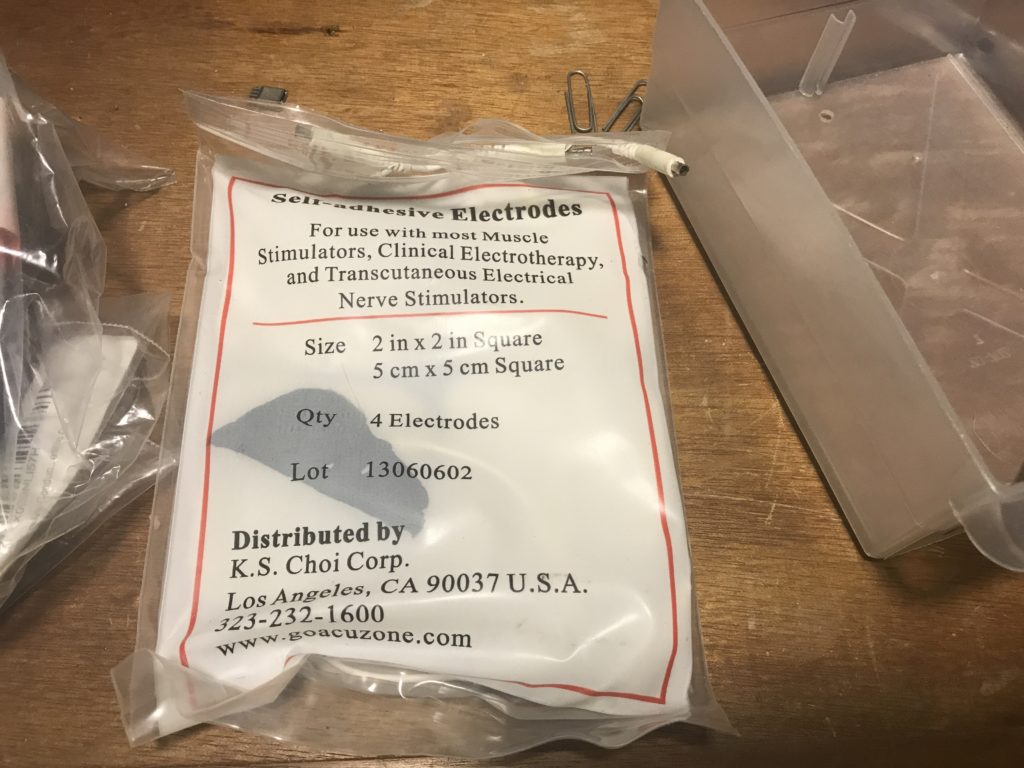 Self-adhesive Electrodes
For use with most Muscle
Stimulators, Clinical Electrotherapy,
and Transcutaneous Electrical
Nerve Stimulators.
Size 2 in x 2 in Square
5 cm x 5 cm Square
Qty 4 Electrodes
Lot 13060602
Distributed by
K.S. Choi Corp.
Los Angeles, CA 90037 U.S.A.
323-232-1600
www.goacuzone.com